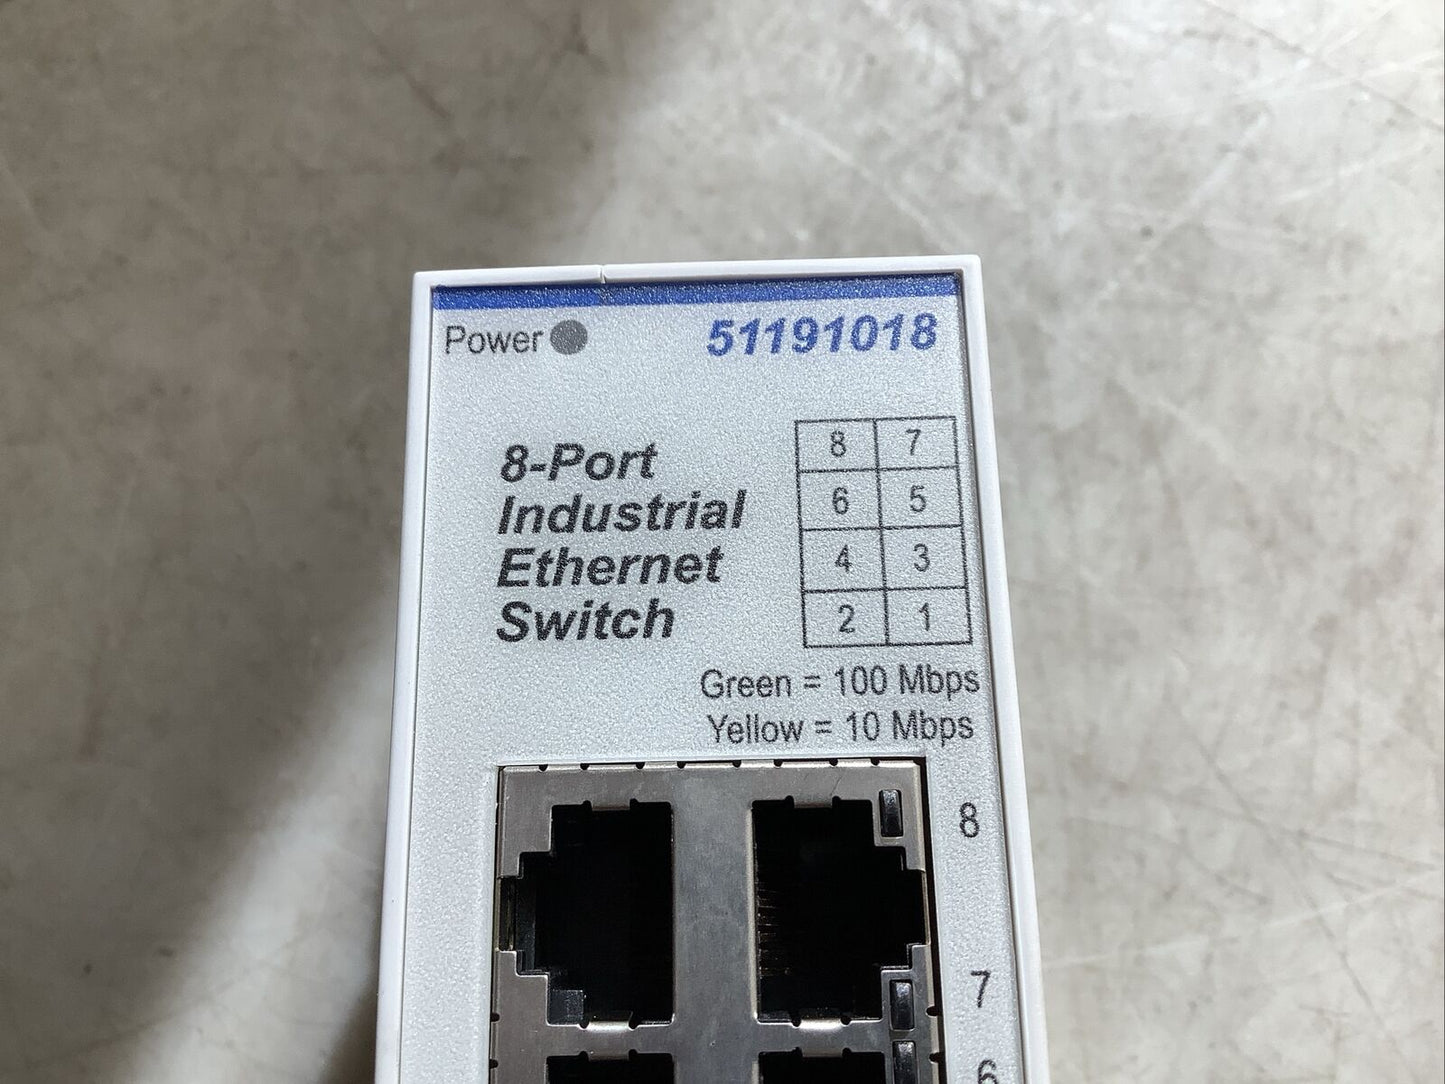 Power 51191018
8-Port
Industrial
Ethernet
Switch
8 7
6 5
4 3
2 1
Green = 100 Mbps
Yellow = 10 Mbps
8
7
6